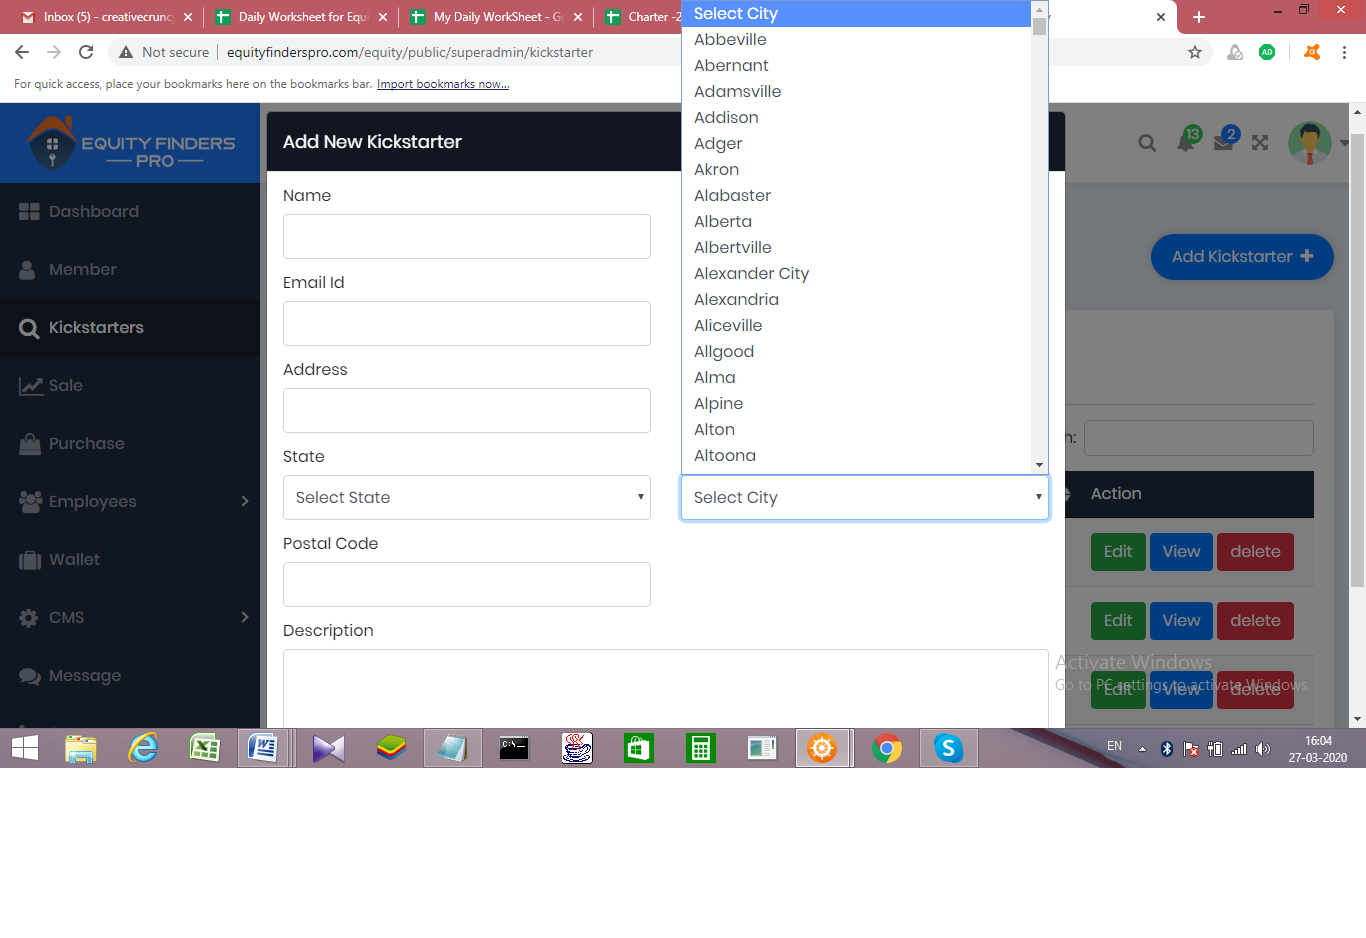 Inbox (5) - creativecrunc
Daily Worksheet for Equi
My Daily WorkSheet - Go
Charter -2
Not secure
equityfinderspro.com/equity/public/superadmin/kickstarter
For quick access, place your bookmarks here on the bookmarks bar. Import bookmarks now...
EQUITY FINDERS
PRO
Dashboard
Member
Kickstarters
Sale
Purchase
Employees
Wallet
CMS
Message
Add New Kickstarter
Name
Email Id
Address
State
Select State
Postal Code
Description
Select City
Abbeville
Abernant
Adamsville
Addison
Adger
Akron
Alabaster
Alberta
Albertville
Alexander City
Alexandria
Aliceville
Allgood
Alma
Alpine
Alton
Altoona
Select City
AD
13
2
Add Kickstarter
h:
Action
Edit View delete
Edit View delete
Edit View delete
Activate Windows
Go to PC settings to activate Windows.
C:\_
EN
16:04
27-03-2020